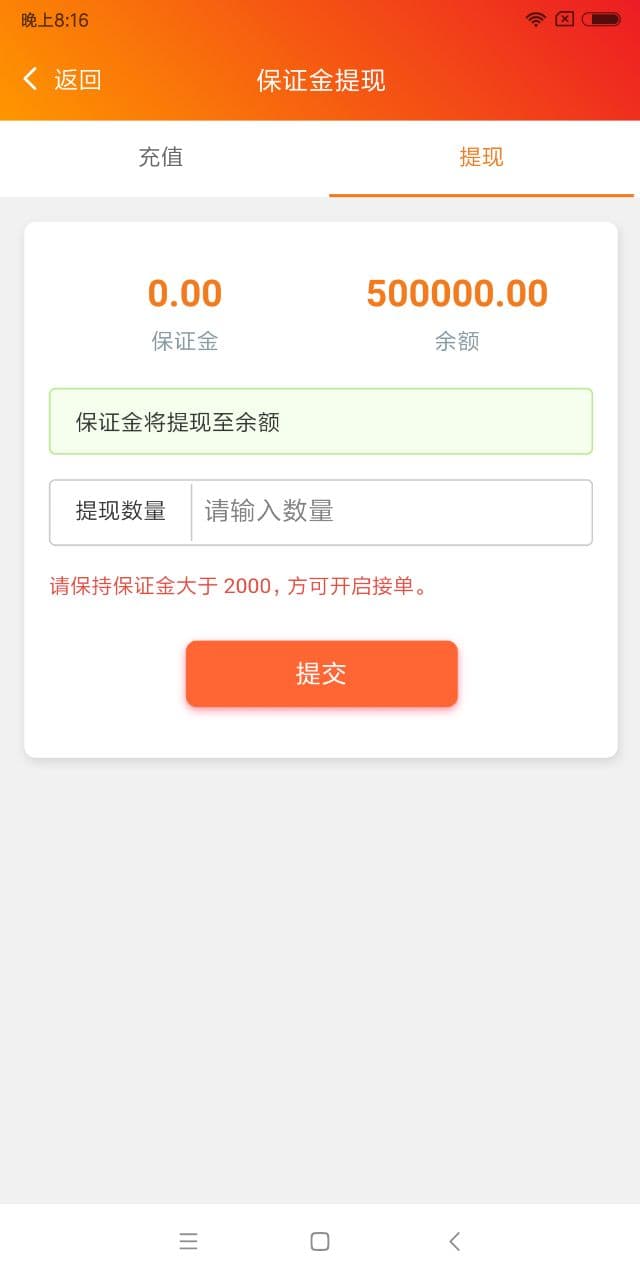 晚上8:16
返回
保证金提现
充值
提现
0.00
500000.00
保证金
余额
保证金将提现至余额
提现数量
请输入数量
请保持保证金大于 2000，方可开启接单。
提交